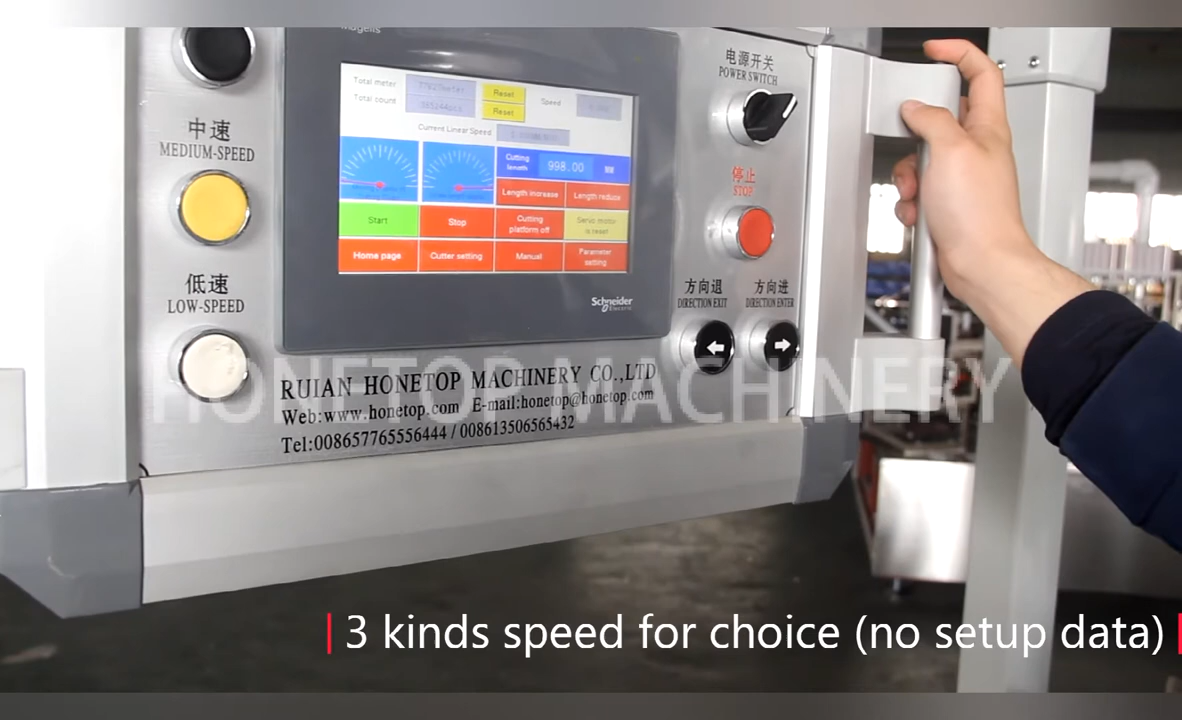 中速
MEDIUM-SPEED
低速
LOW-SPEED
Magelis
Total meter
Reset
Total count
Reset
Speed
Current Linear Speed
Cutting length
998.00
MM
Length increase
Length reduce
Start
Stop
Cutting platform off
Servo motor is reset
Home page
Cutter setting
Manual
Parameter setting
Schneider
Electric
电源开关
POWER SWITCH
停止
STOP
方向退
DIRECTION EXIT
方向进
DIRECTION ENTER
RUIAN HONETOP MACHINERY CO.,LTD
Web:www.honetop.com E-mail:honetop@honetop.com
Tel:008657765556444 / 008613506565432
HONETOP MACHINERY
3 kinds speed for choice (no setup data)